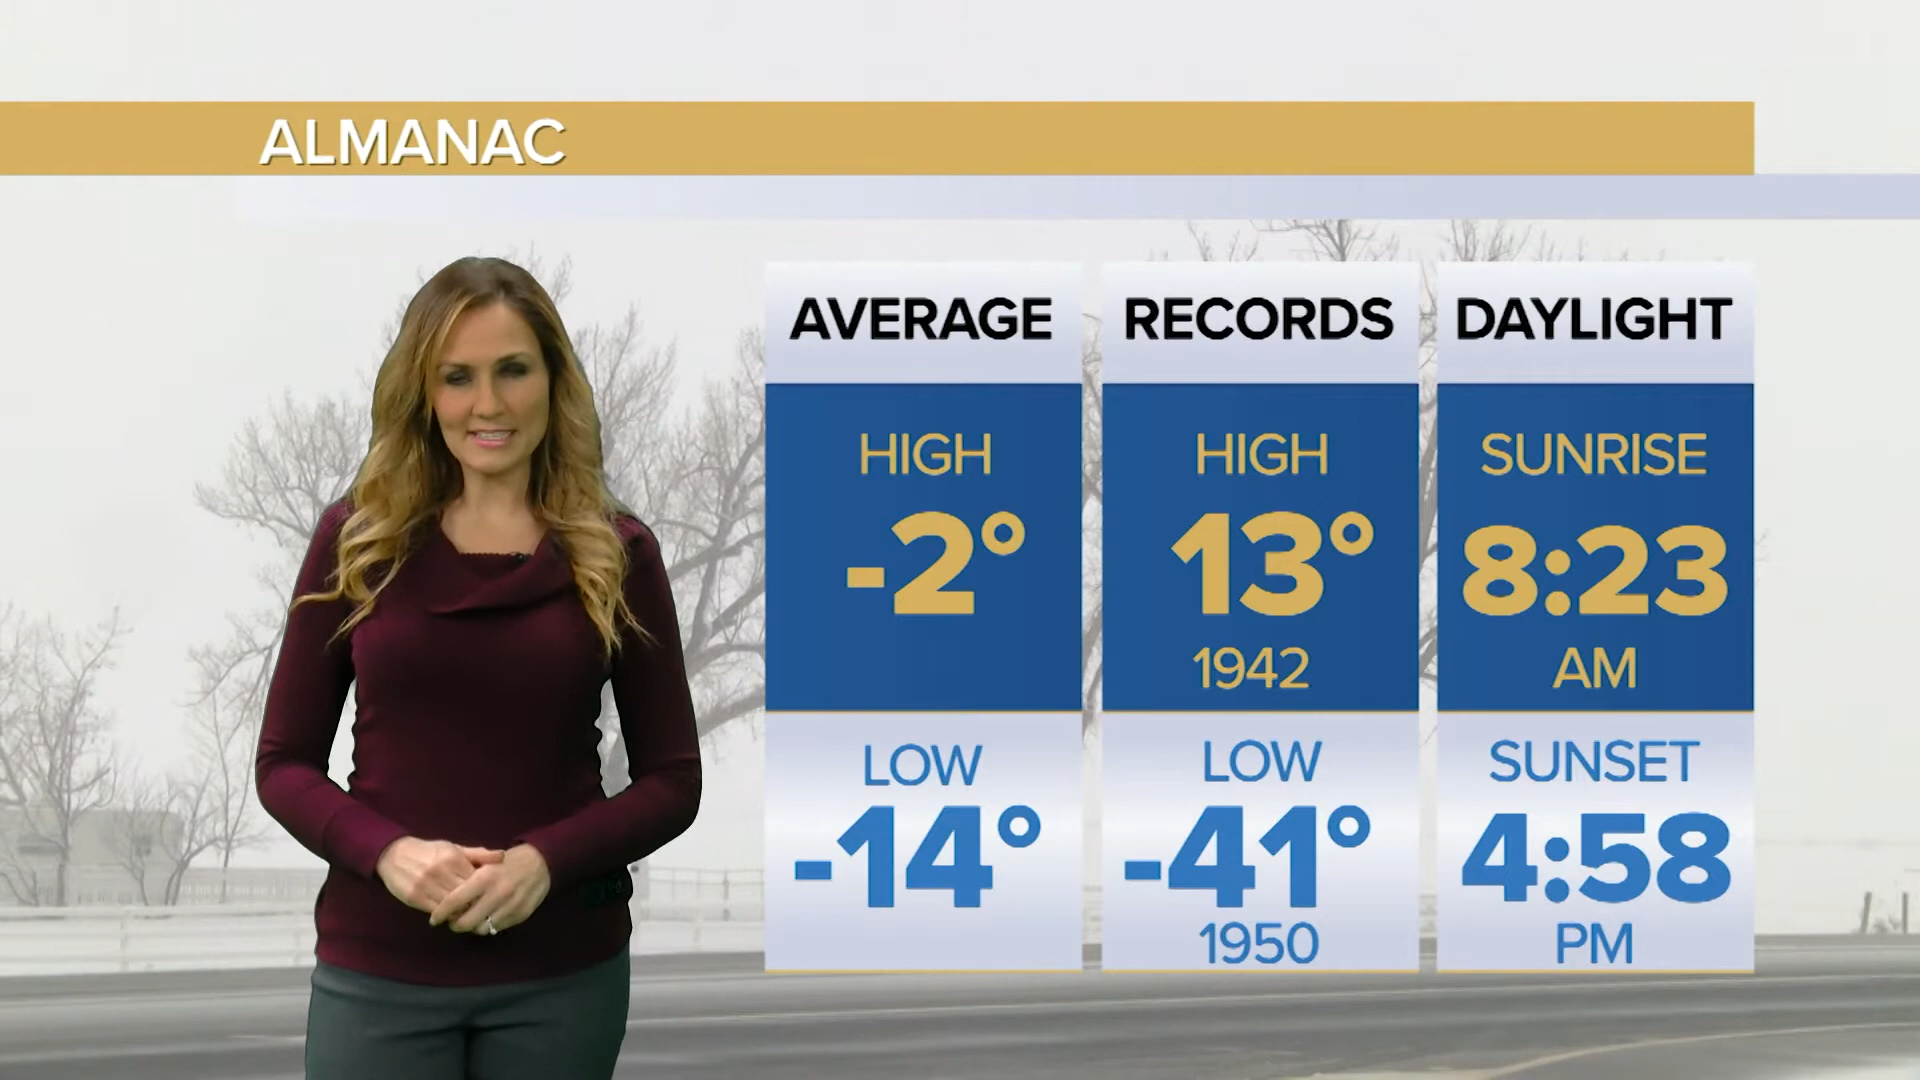 ALMANAC
AVERAGE
HIGH
-2°
LOW
-14°
RECORDS
HIGH
13°
1942
LOW
-41°
1950
DAYLIGHT
SUNRISE
8:23
AM
SUNSET
4:58
PM